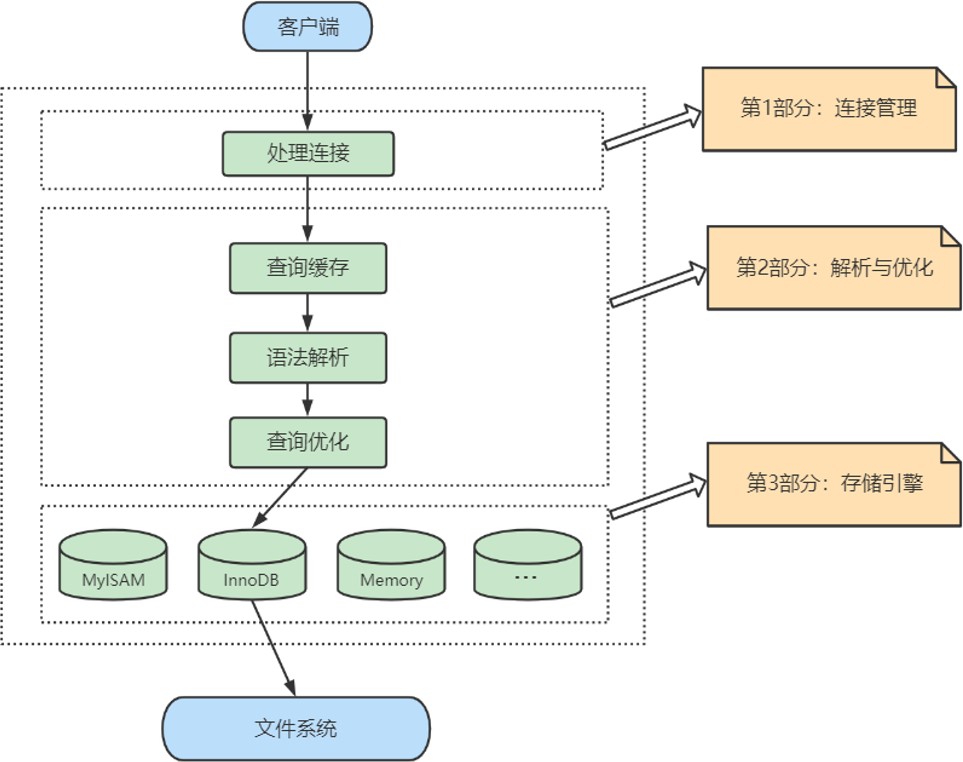 客户端
第1部分：连接管理
处理连接
查询缓存
第2部分：解析与优化
语法解析
查询优化
第3部分：存储引擎
MyISAM
InnoDB
Memory
...
文件系统